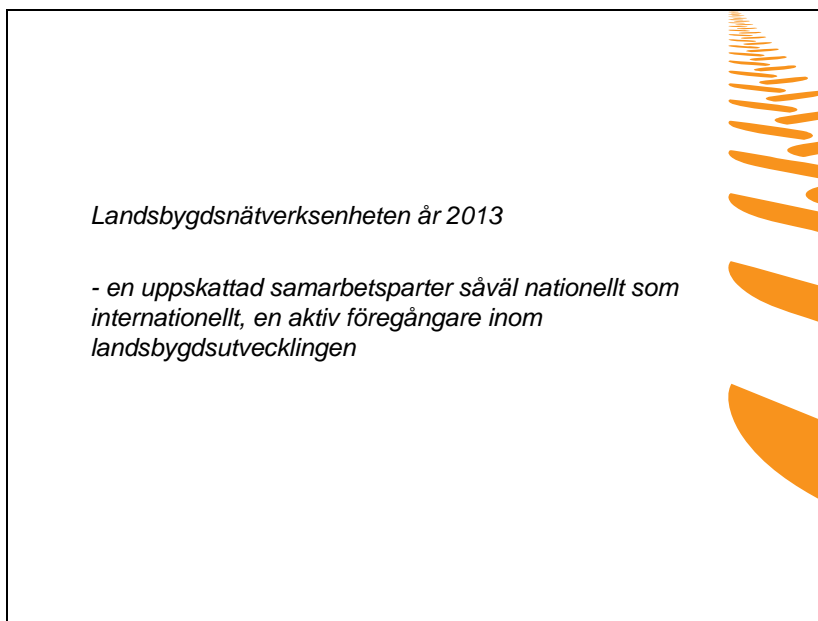 Landsbygdsnätverksenheten år 2013
- en uppskattad samarbetsparter såväl nationellt som
internationellt, en aktiv föregångare inom
landsbygdsutvecklingen